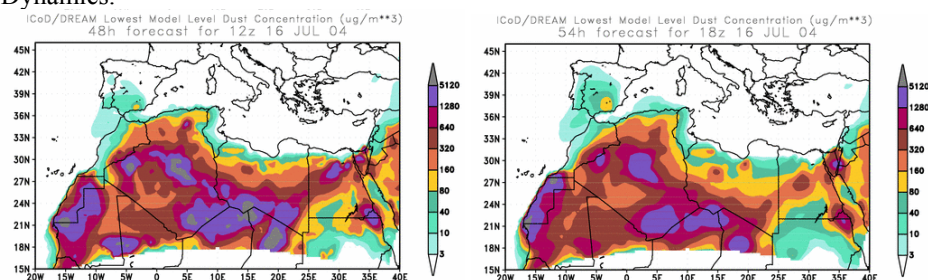 Dynamics.
ICoD/DREAM Lowest Model Level Dust Concentration (ug/m**3)
48h forecast for 12z 16 JUL 04
45N
42N
39N
36N
33N
30N
27N
24N
21N
18N
15N
20W 15W 10W 5W 0 5E 10E 15E 20E 25E 30E 35E 40E
5120
1280
640
320
160
80
40
10
3
ICoD/DREAM Lowest Model Level Dust Concentration (ug/m**3)
54h forecast for 18z 16 JUL 04
45N
42N
39N
36N
33N
30N
27N
24N
21N
18N
15N
20W 15W 10W 5W 0 5E 10E 15E 20E 25E 30E 35E 40E
5120
1280
640
320
160
80
40
10
3